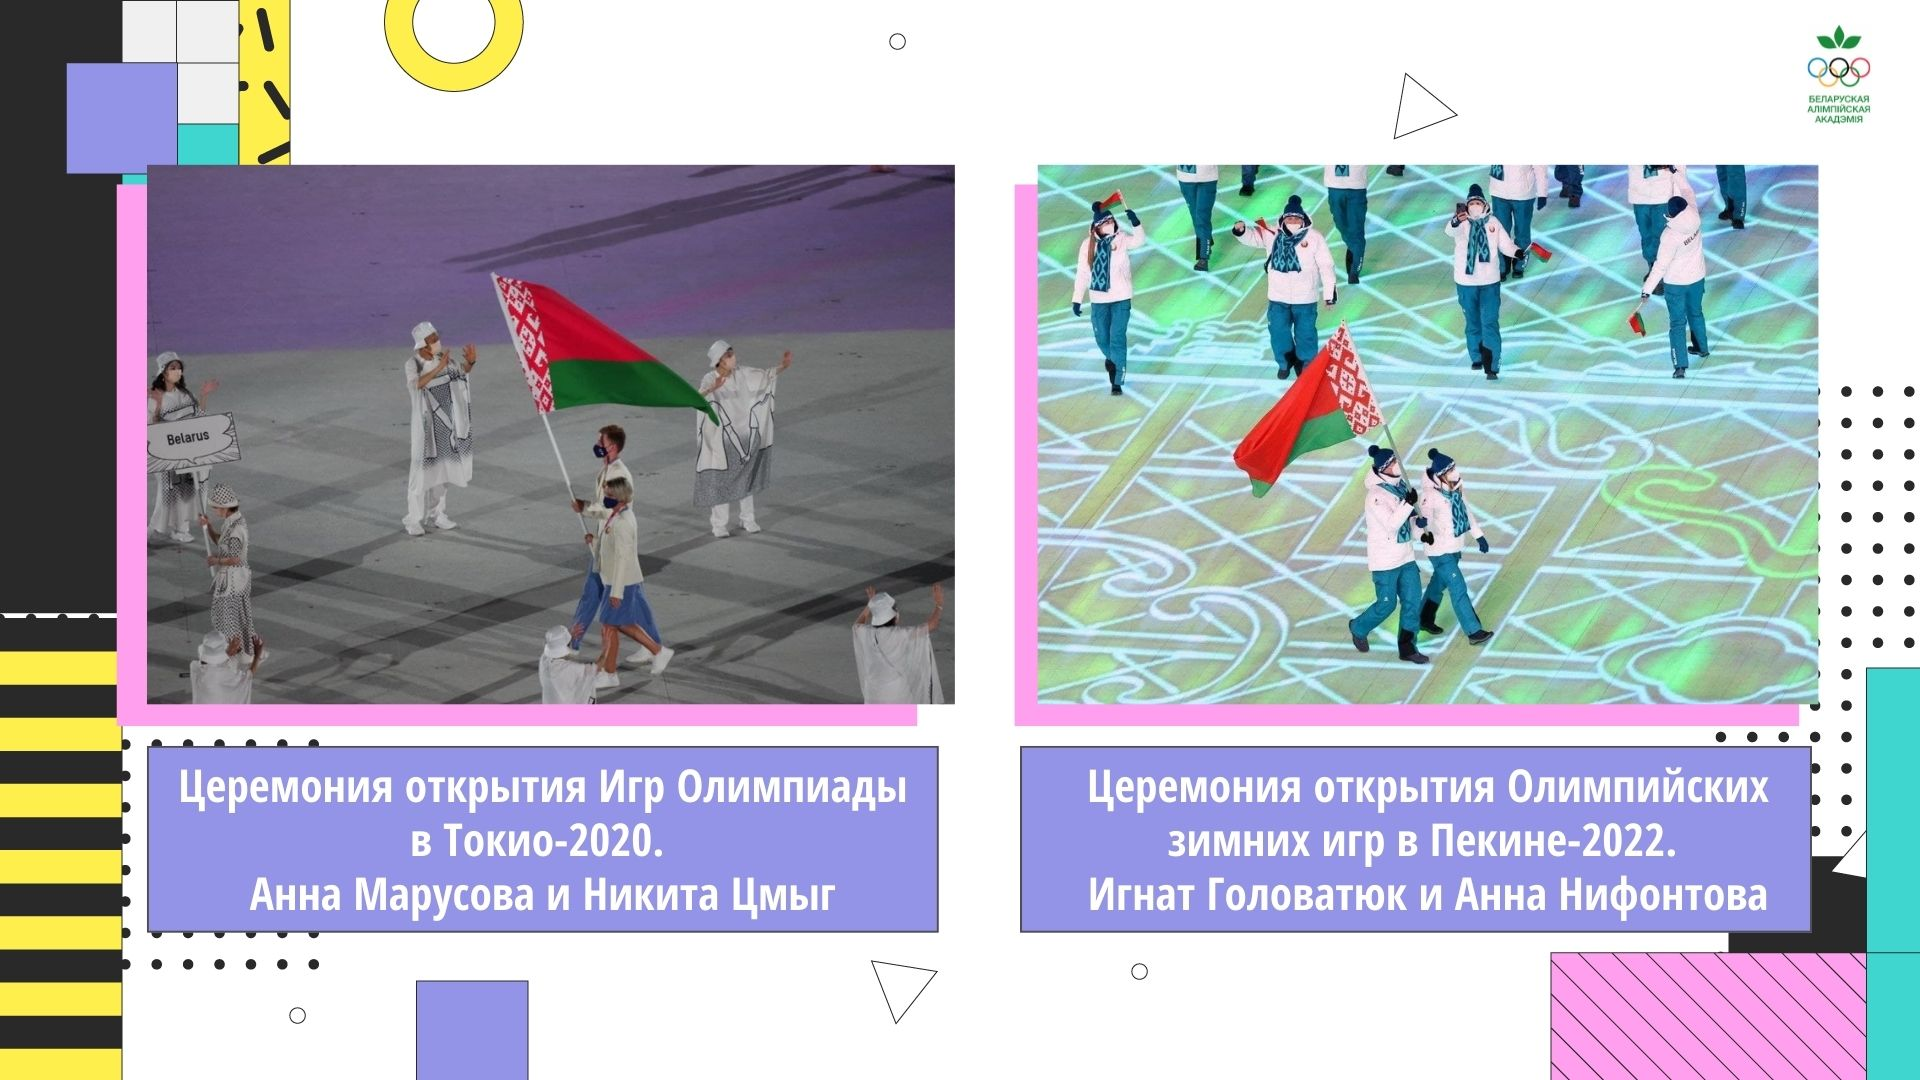 БЕЛАРУСКАЯ
АЛІМПІЙСКАЯ
АКАДЭМІЯ
Belarus
BELA
Церемония открытия Игр Олимпиады
в Токио-2020.
Анна Марусова и Никита Цмыг
Церемония открытия Олимпийских
зимних игр в Пекине-2022.
Игнат Головатюк и Анна Нифонтова